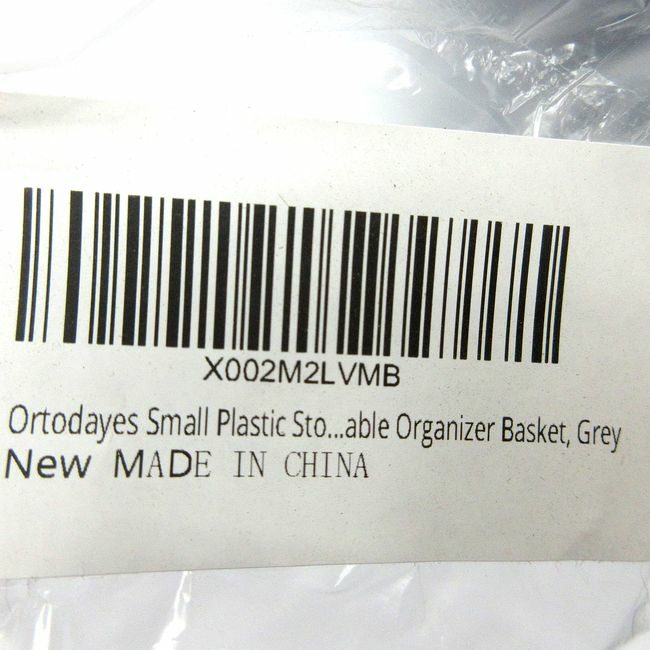 X002M2LVMB
Ortodayes Small Plastic Sto...able Organizer Basket, Grey
New MADE IN CHINA